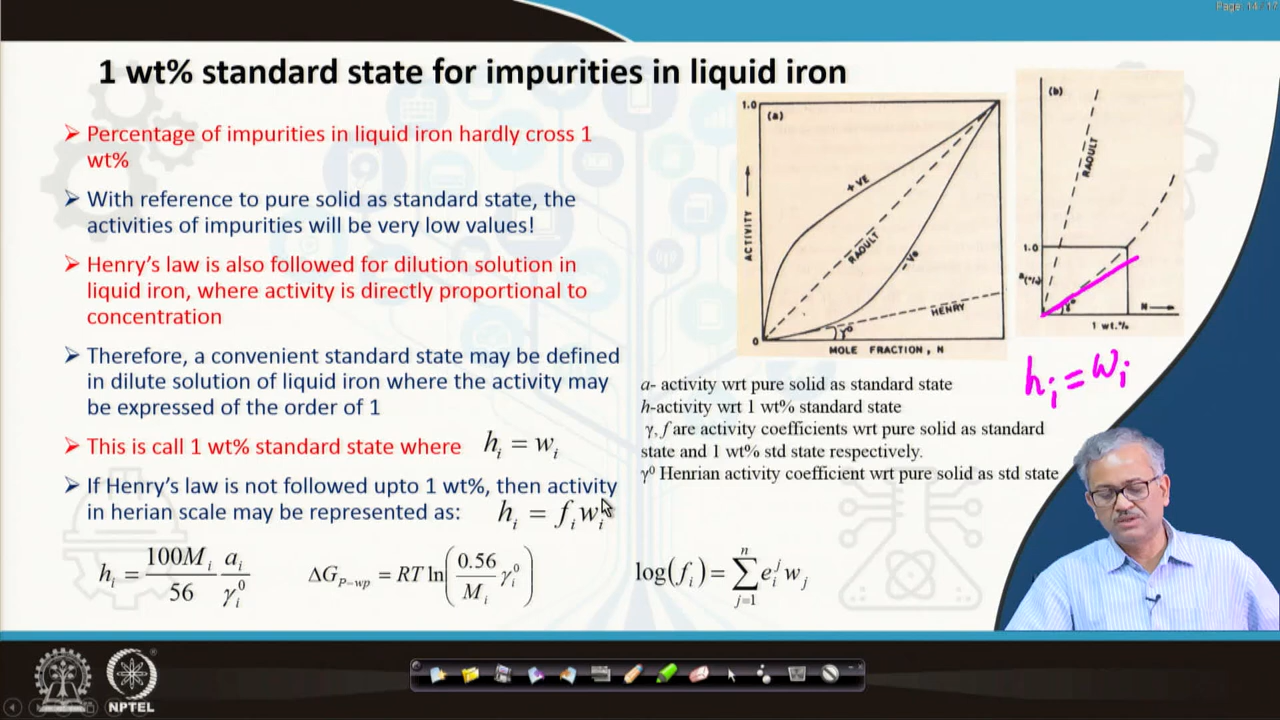 Page: 14 / 17
1 wt% standard state for impurities in liquid iron
Percentage of impurities in liquid iron hardly cross 1
wt%
With reference to pure solid as standard state, the
activities of impurities will be very low values!
Henry's law is also followed for dilution solution in
liquid iron, where activity is directly proportional to
concentration
Therefore, a convenient standard state may be defined
in dilute solution of liquid iron where the activity may
be expressed of the order of 1
This is call 1 wt% standard state where h_i = w_i
If Henry's law is not followed upto 1 wt%, then activity
in herian scale may be represented as: h_i = f_i w_i
h_i = \frac{100M_i}{56} \frac{a_i}{γ_i^0}
ΔG_{P-wp} = RT ln(\frac{0.56}{M_i} γ_i^0)
log(f_i) = \sum_{j=1}^{n} e_i^j w_j
1.0
(a)
+VE
RAOULT
-Ve
HENRY
γ°
ACTIVITY
0
MOLE FRACTION, N
(b)
RAOULT
1.0
γ°
N
1 wt.%
h_i = w_i
a- activity wrt pure solid as standard state
h-activity wrt 1 wt% standard state
γ, f are activity coefficients wrt pure solid as standard
state and 1 wt% std state respectively.
γ⁰ Henrian activity coefficient wrt pure solid as std state
NPTEL